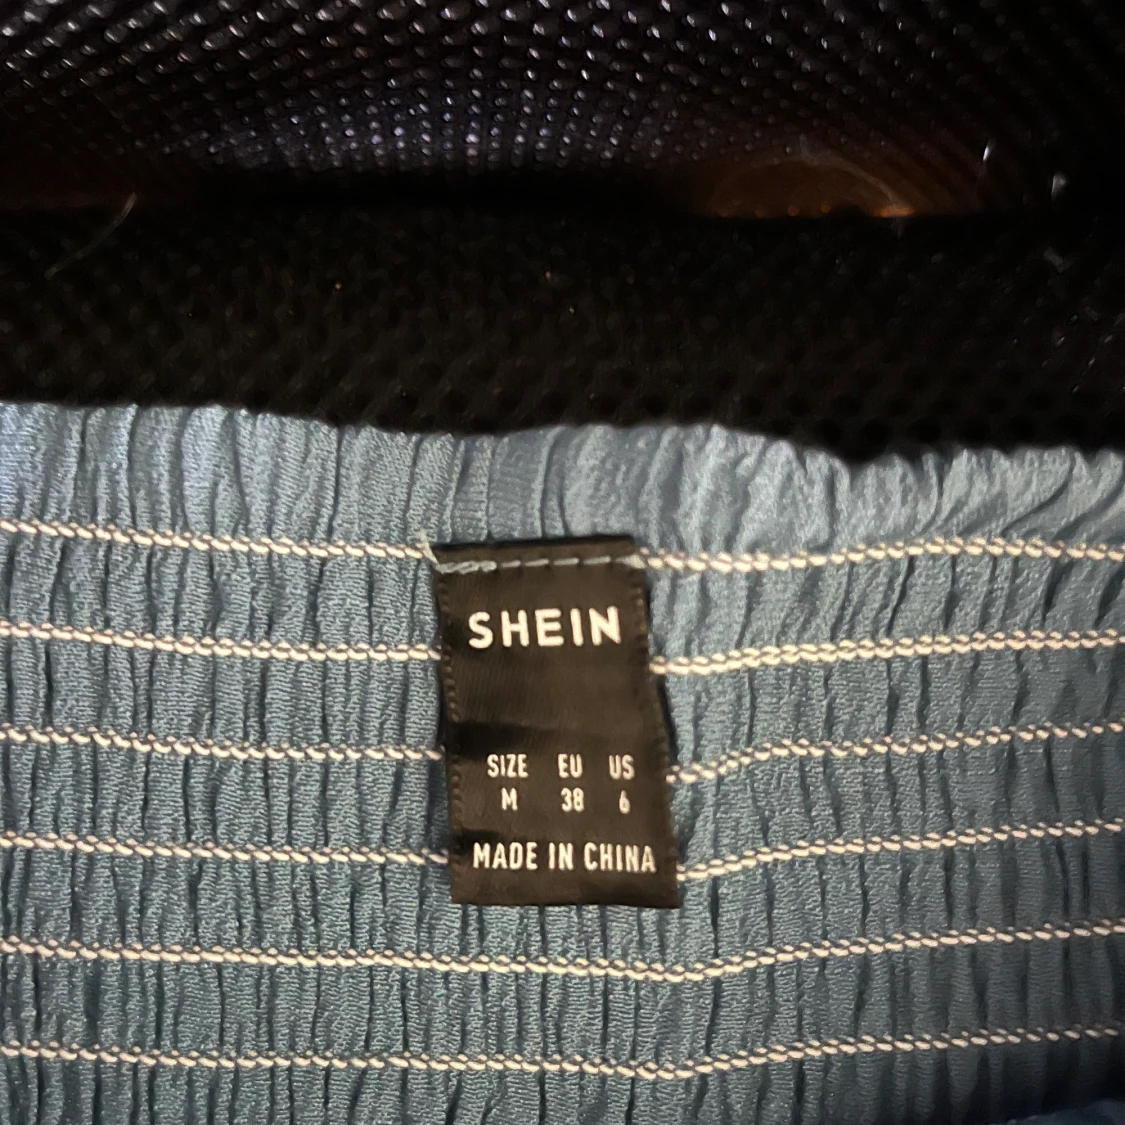 SHEIN
SIZE EU US
M 38 6
MADE IN CHINA